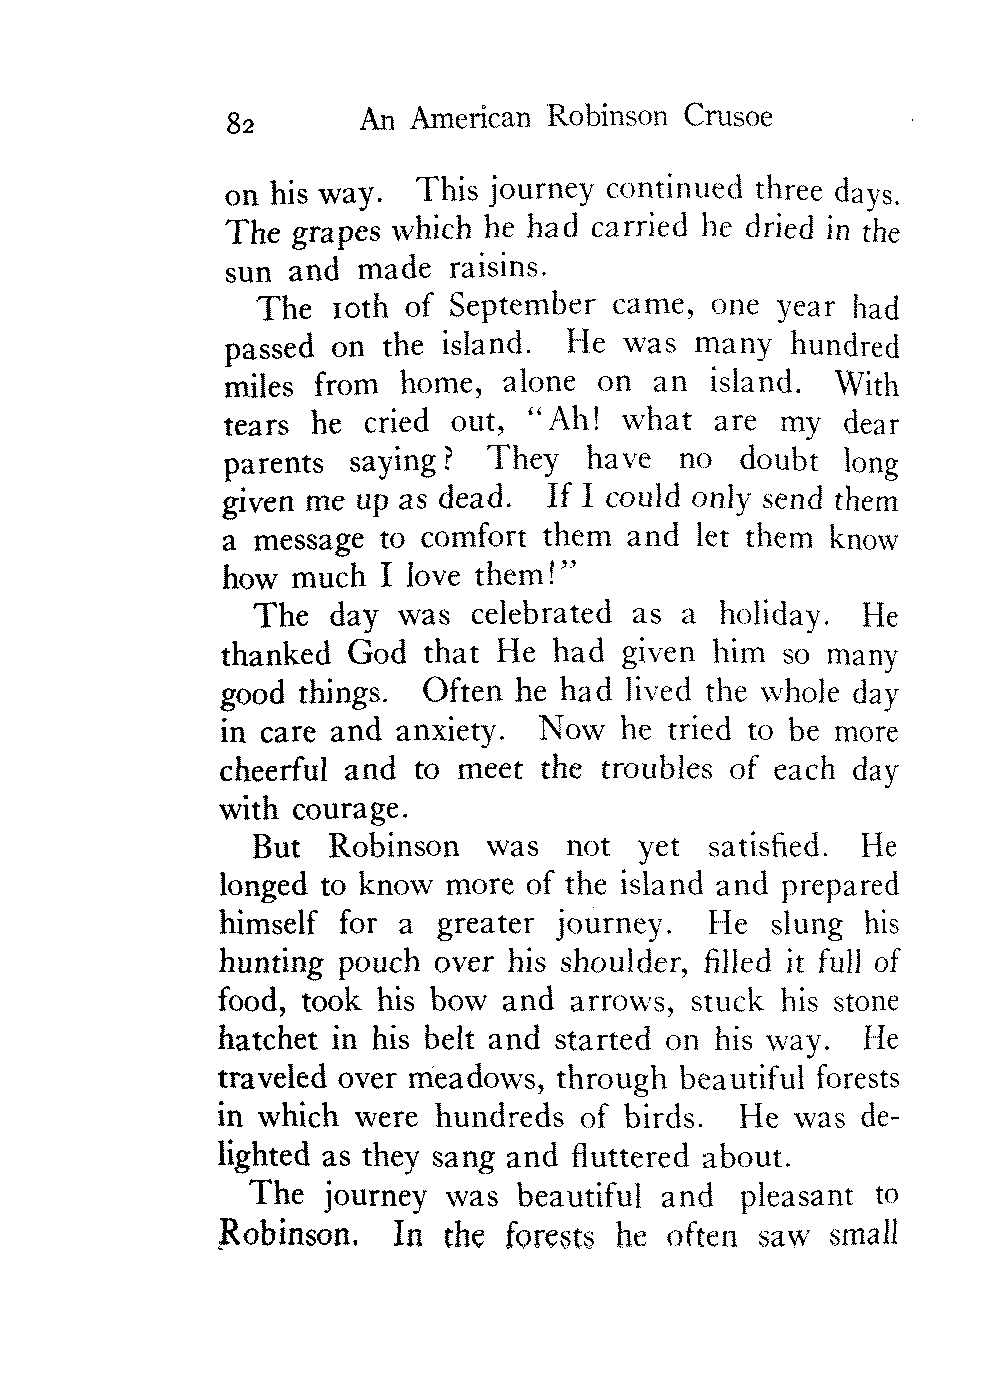 82 An American Robinson Crusoe
on his way. This journey continued three days.
The grapes which he had carried he dried in the
sun and made raisins.
The 10th of September came, one year had
passed on the island. He was many hundred
miles from home, alone on an island. With
tears he cried out, "Ah! what are my dear
parents saying? They have no doubt long
given me up as dead. If I could only send them
a message to comfort them and let them know
how much I love them!"
The day was celebrated as a holiday. He
thanked God that He had given him so many
good things. Often he had lived the whole day
in care and anxiety. Now he tried to be more
cheerful and to meet the troubles of each day
with courage.
But Robinson was not yet satisfied. He
longed to know more of the island and prepared
himself for a greater journey. He slung his
hunting pouch over his shoulder, filled it full of
food, took his bow and arrows, stuck his stone
hatchet in his belt and started on his way. He
traveled over meadows, through beautiful forests
in which were hundreds of birds. He was de-
lighted as they sang and fluttered about.
The journey was beautiful and pleasant to
Robinson. In the forests he often saw small